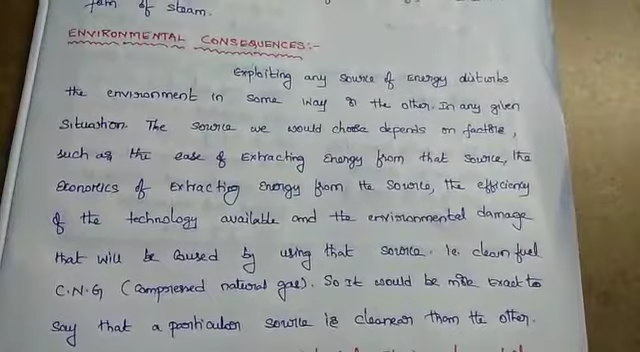 form of steam.
ENVIRONMENTAL CONSEQUENCES:-
Exploiting any source of energy disturbs
the environment in some way or the other. In any given
situation. The source we would choose depends on factors,
such as the ease of Extracting Energy from that source, the
Economics of Extracting Energy from the source, the efficiency
of the technology available and the environmental damage
that will be caused by using that source. ie. clean fuel
C.N.G (compressed natural gas). So it would be more Exact to
say that a particular source is cleaner than the other.